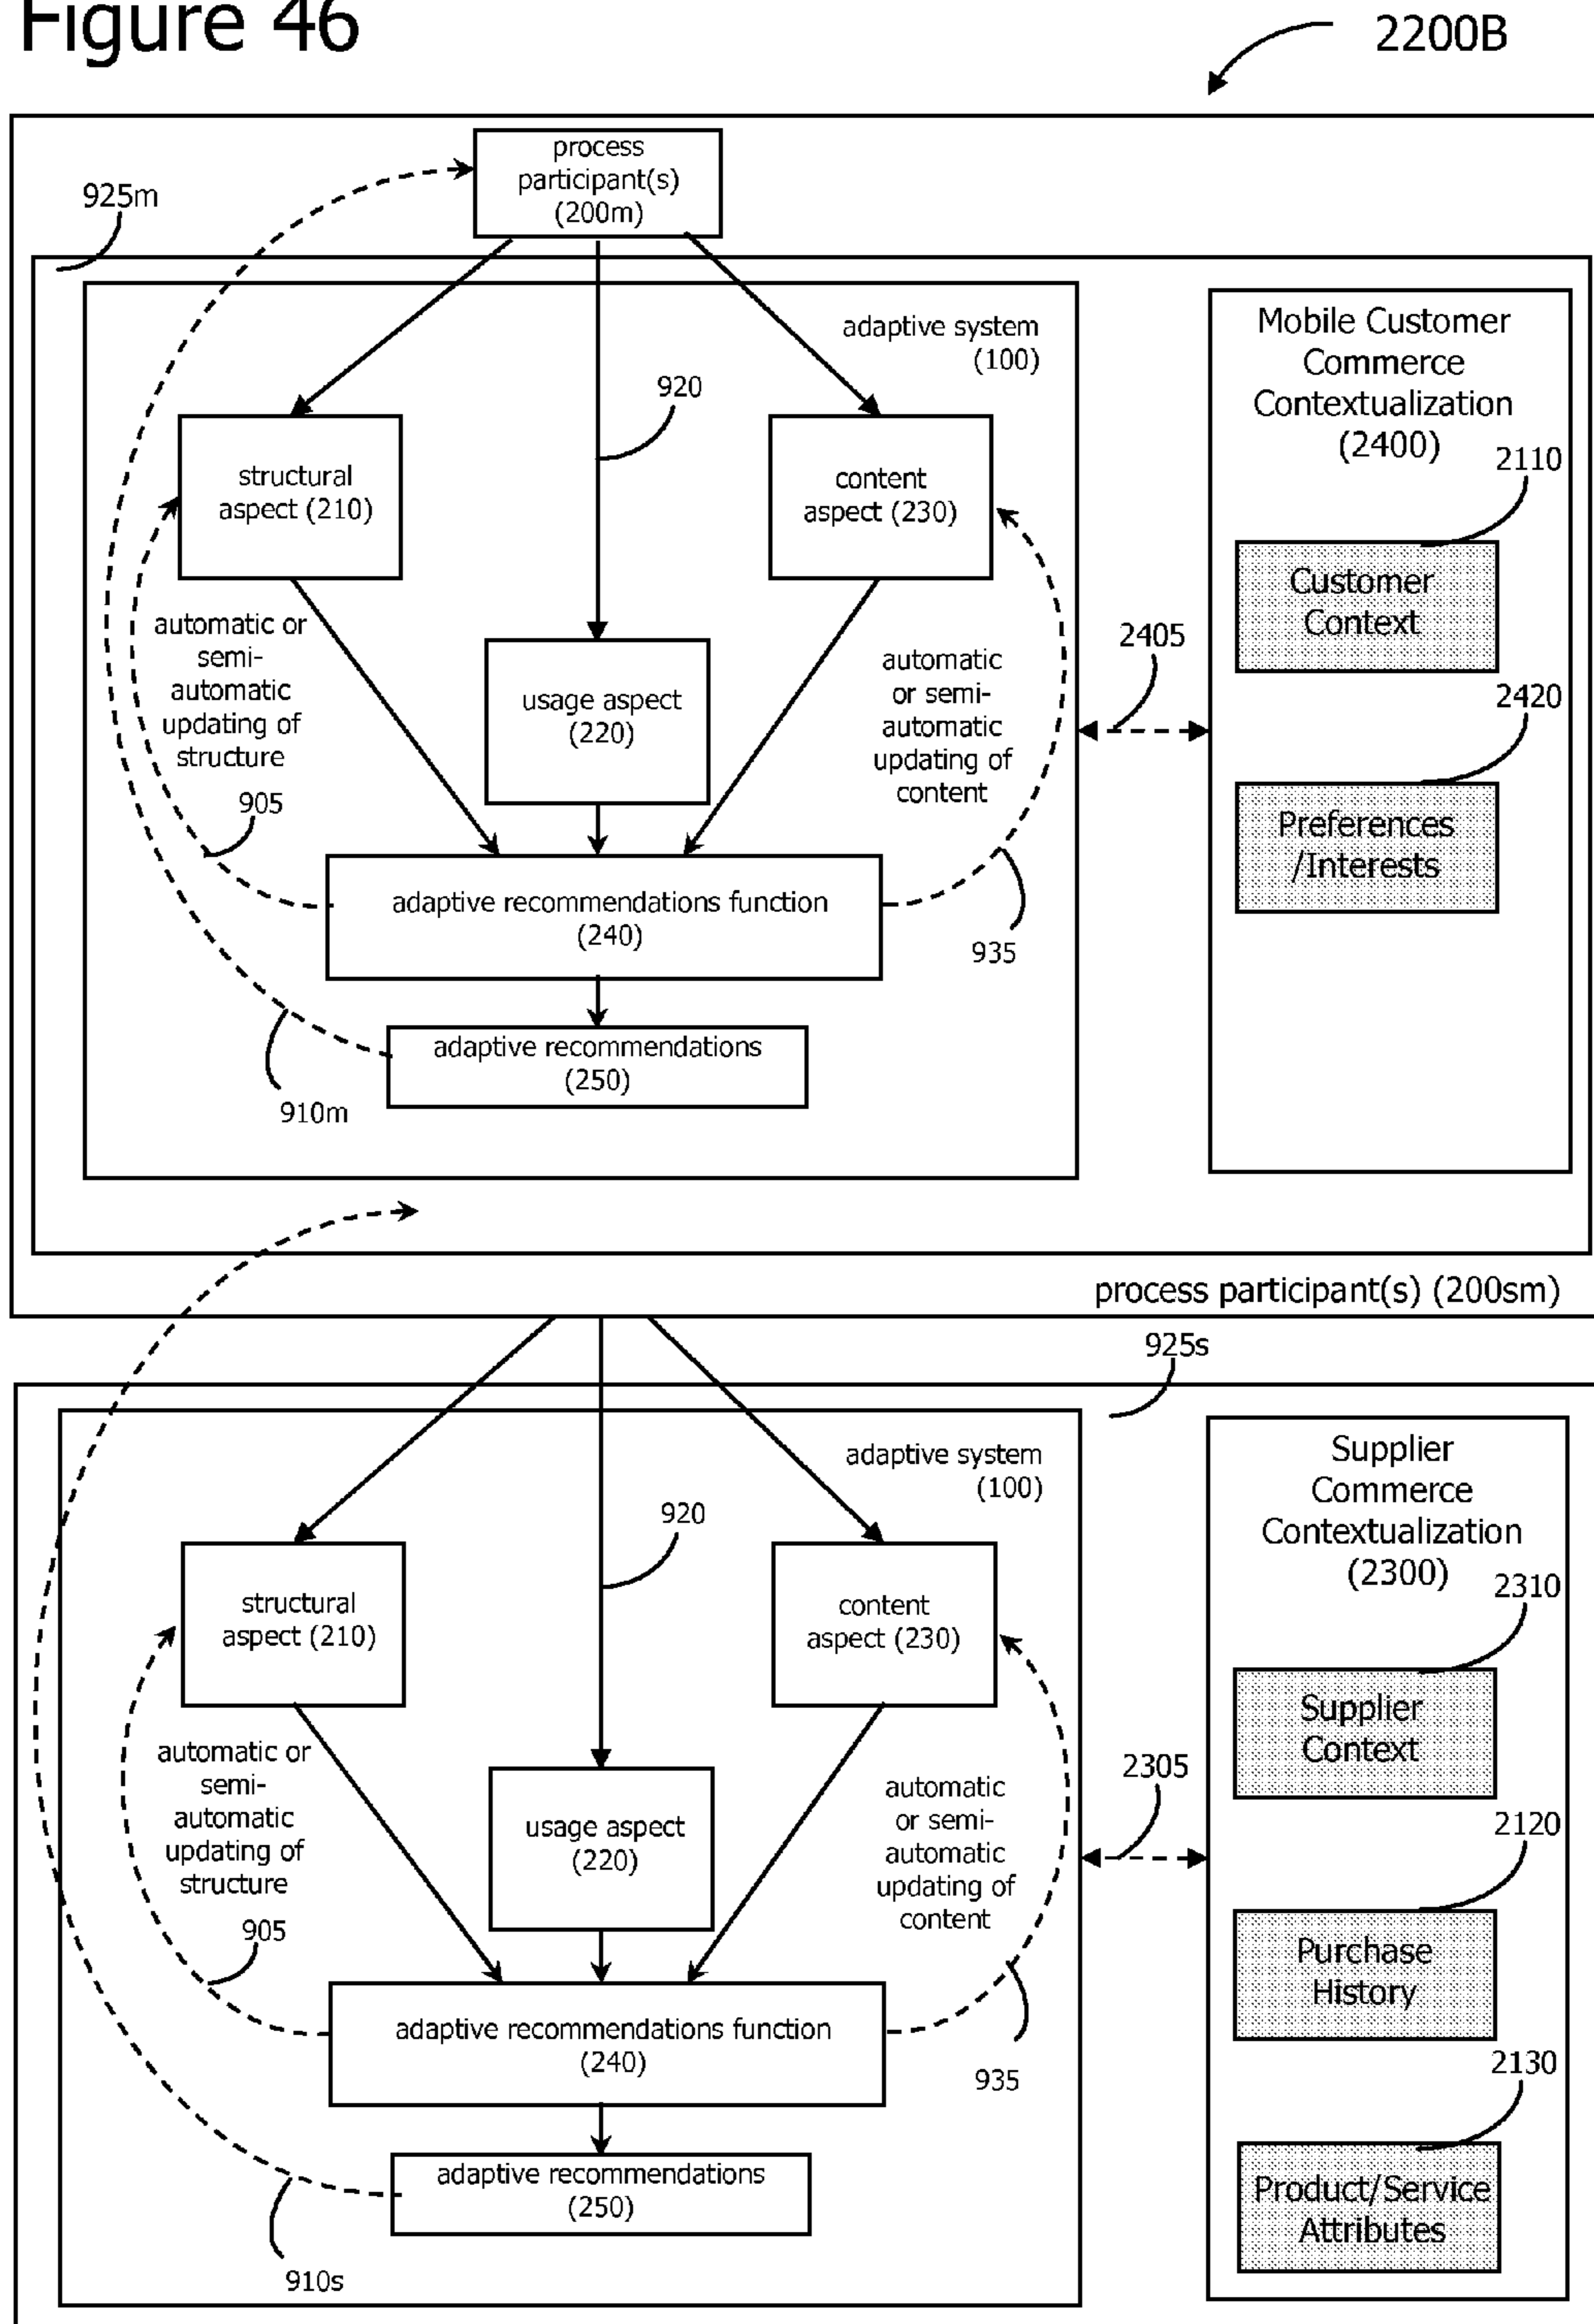 Figure 46
2200B
process
participant(s)
(200m)
925m
adaptive system
(100)
920
structural
aspect (210)
content
aspect (230)
automatic or
semi-
automatic
updating of
structure
usage aspect
(220)
automatic
or semi-
automatic
updating of
content
905
adaptive recommendations function
(240)
935
adaptive recommendations
(250)
910m
2405
Mobile Customer
Commerce
Contextualization
(2400)
2110
Customer
Context
2420
Preferences
/Interests
process participant(s) (200sm)
925s
adaptive system
(100)
920
structural
aspect (210)
content
aspect (230)
automatic or
semi-
automatic
updating of
structure
usage aspect
(220)
automatic
or semi-
automatic
updating of
content
905
adaptive recommendations function
(240)
935
adaptive recommendations
(250)
910s
2305
Supplier
Commerce
Contextualization
(2300)
2310
Supplier
Context
2120
Purchase
History
2130
Product/Service
Attributes